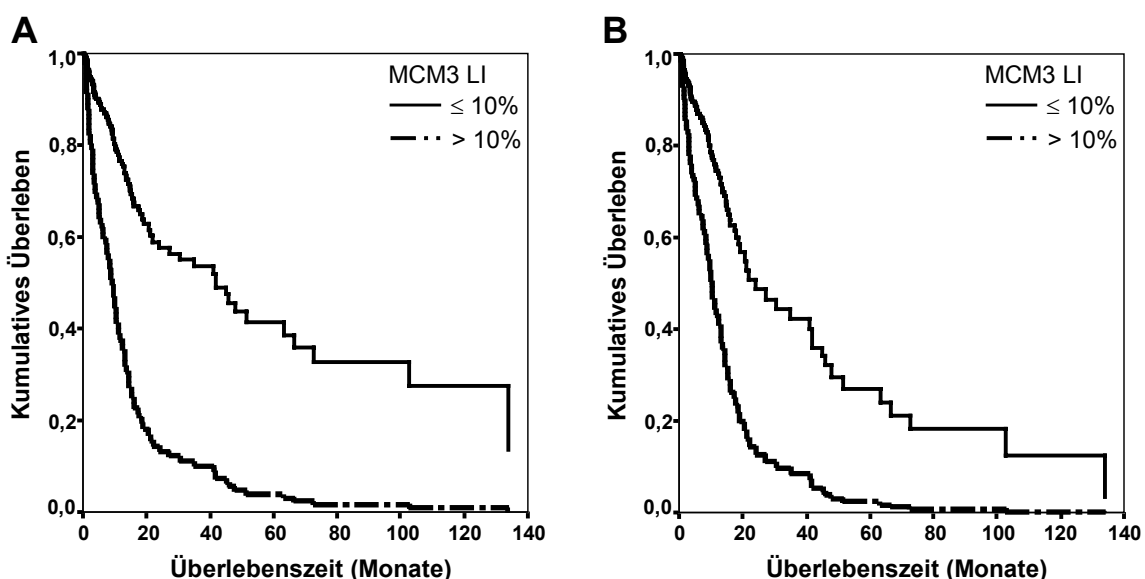 A
Kumulatives Überleben
1,0
0,8
0,6
0,4
0,2
0,0
MCM3 LI
≤ 10%
> 10%
0 20 40 60 80 100 120 140
Überlebenszeit (Monate)
B
Kumulatives Überleben
1,0
0,8
0,6
0,4
0,2
0,0
MCM3 LI
≤ 10%
> 10%
0 20 40 60 80 100 120 140
Überlebenszeit (Monate)